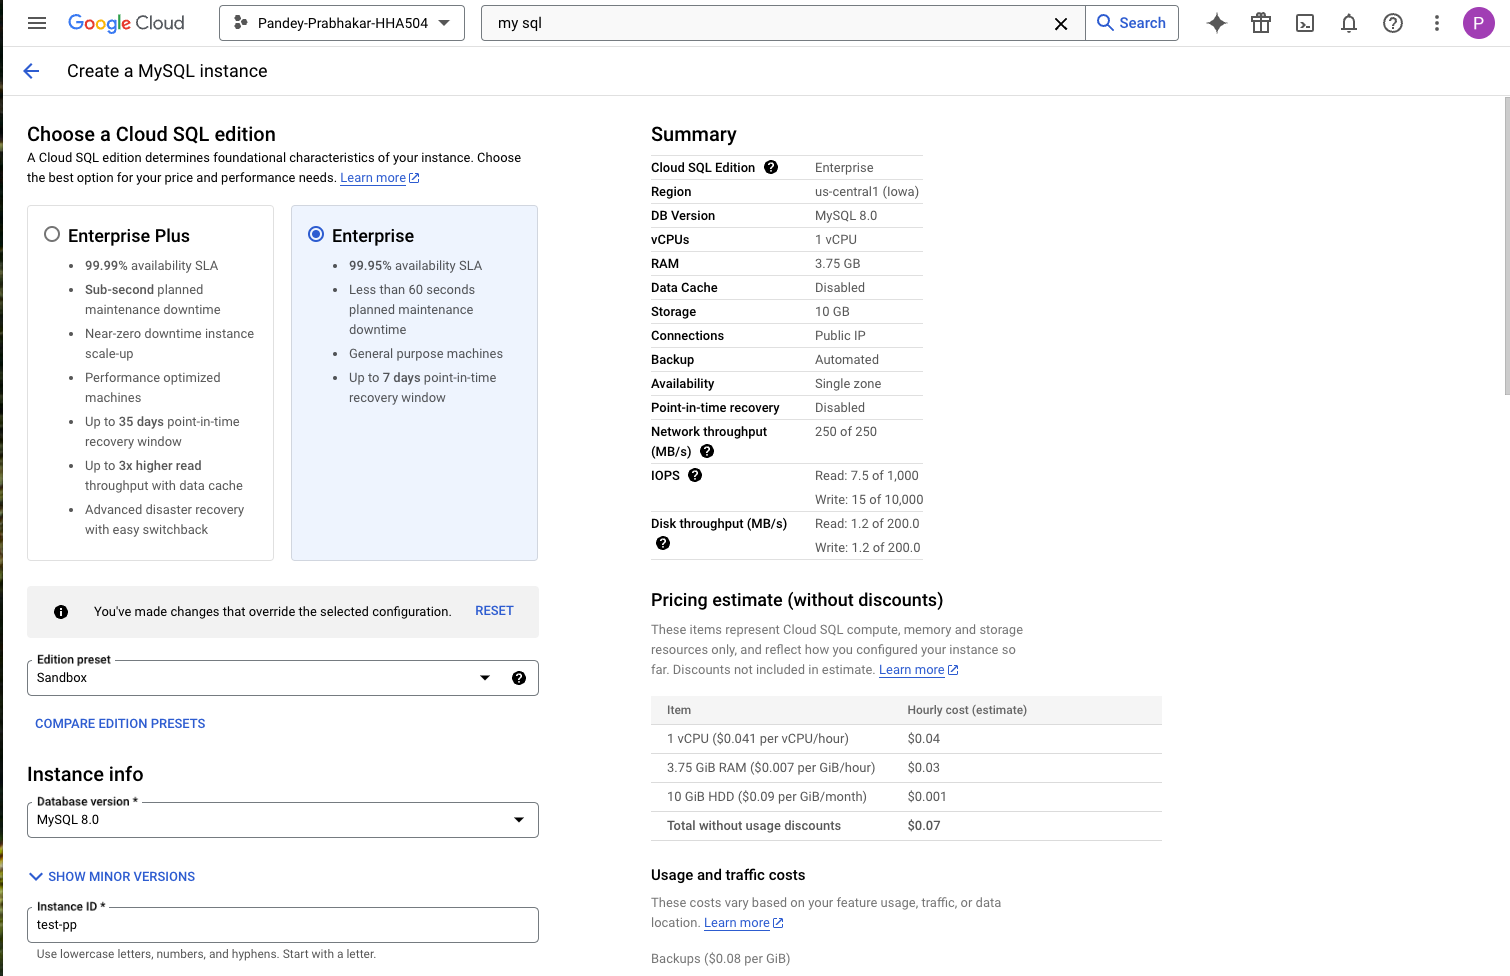 Google Cloud
Pandey-Prabhakar-HHA504
my sql
Search
P
Create a MySQL instance
Choose a Cloud SQL edition
A Cloud SQL edition determines foundational characteristics of your instance. Choose
the best option for your price and performance needs. Learn more
Enterprise Plus
• 99.99% availability SLA
• Sub-second planned
maintenance downtime
• Near-zero downtime instance
scale-up
• Performance optimized
machines
• Up to 35 days point-in-time
recovery window
• Up to 3x higher read
throughput with data cache
• Advanced disaster recovery
with easy switchback
Enterprise
• 99.95% availability SLA
• Less than 60 seconds
planned maintenance
downtime
• General purpose machines
• Up to 7 days point-in-time
recovery window
You've made changes that override the selected configuration. RESET
Edition preset
Sandbox
COMPARE EDITION PRESETS
Instance info
Database version *
MySQL 8.0
SHOW MINOR VERSIONS
Instance ID *
test-pp
Use lowercase letters, numbers, and hyphens. Start with a letter.
Summary
Cloud SQL Edition Enterprise
Region us-central1 (Iowa)
DB Version MySQL 8.0
vCPUs 1 vCPU
RAM 3.75 GB
Data Cache Disabled
Storage 10 GB
Connections Public IP
Backup Automated
Availability Single zone
Point-in-time recovery Disabled
Network throughput 250 of 250
(MB/s)
IOPS Read: 7.5 of 1,000
Write: 15 of 10,000
Disk throughput (MB/s) Read: 1.2 of 200.0
Write: 1.2 of 200.0
Pricing estimate (without discounts)
These items represent Cloud SQL compute, memory and storage
resources only, and reflect how you configured your instance so
far. Discounts not included in estimate. Learn more
Item Hourly cost (estimate)
1 vCPU ($0.041 per vCPU/hour) $0.04
3.75 GiB RAM ($0.007 per GiB/hour) $0.03
10 GiB HDD ($0.09 per GiB/month) $0.001
Total without usage discounts $0.07
Usage and traffic costs
These costs vary based on your feature usage, traffic, or data
location. Learn more
Backups ($0.08 per GiB)